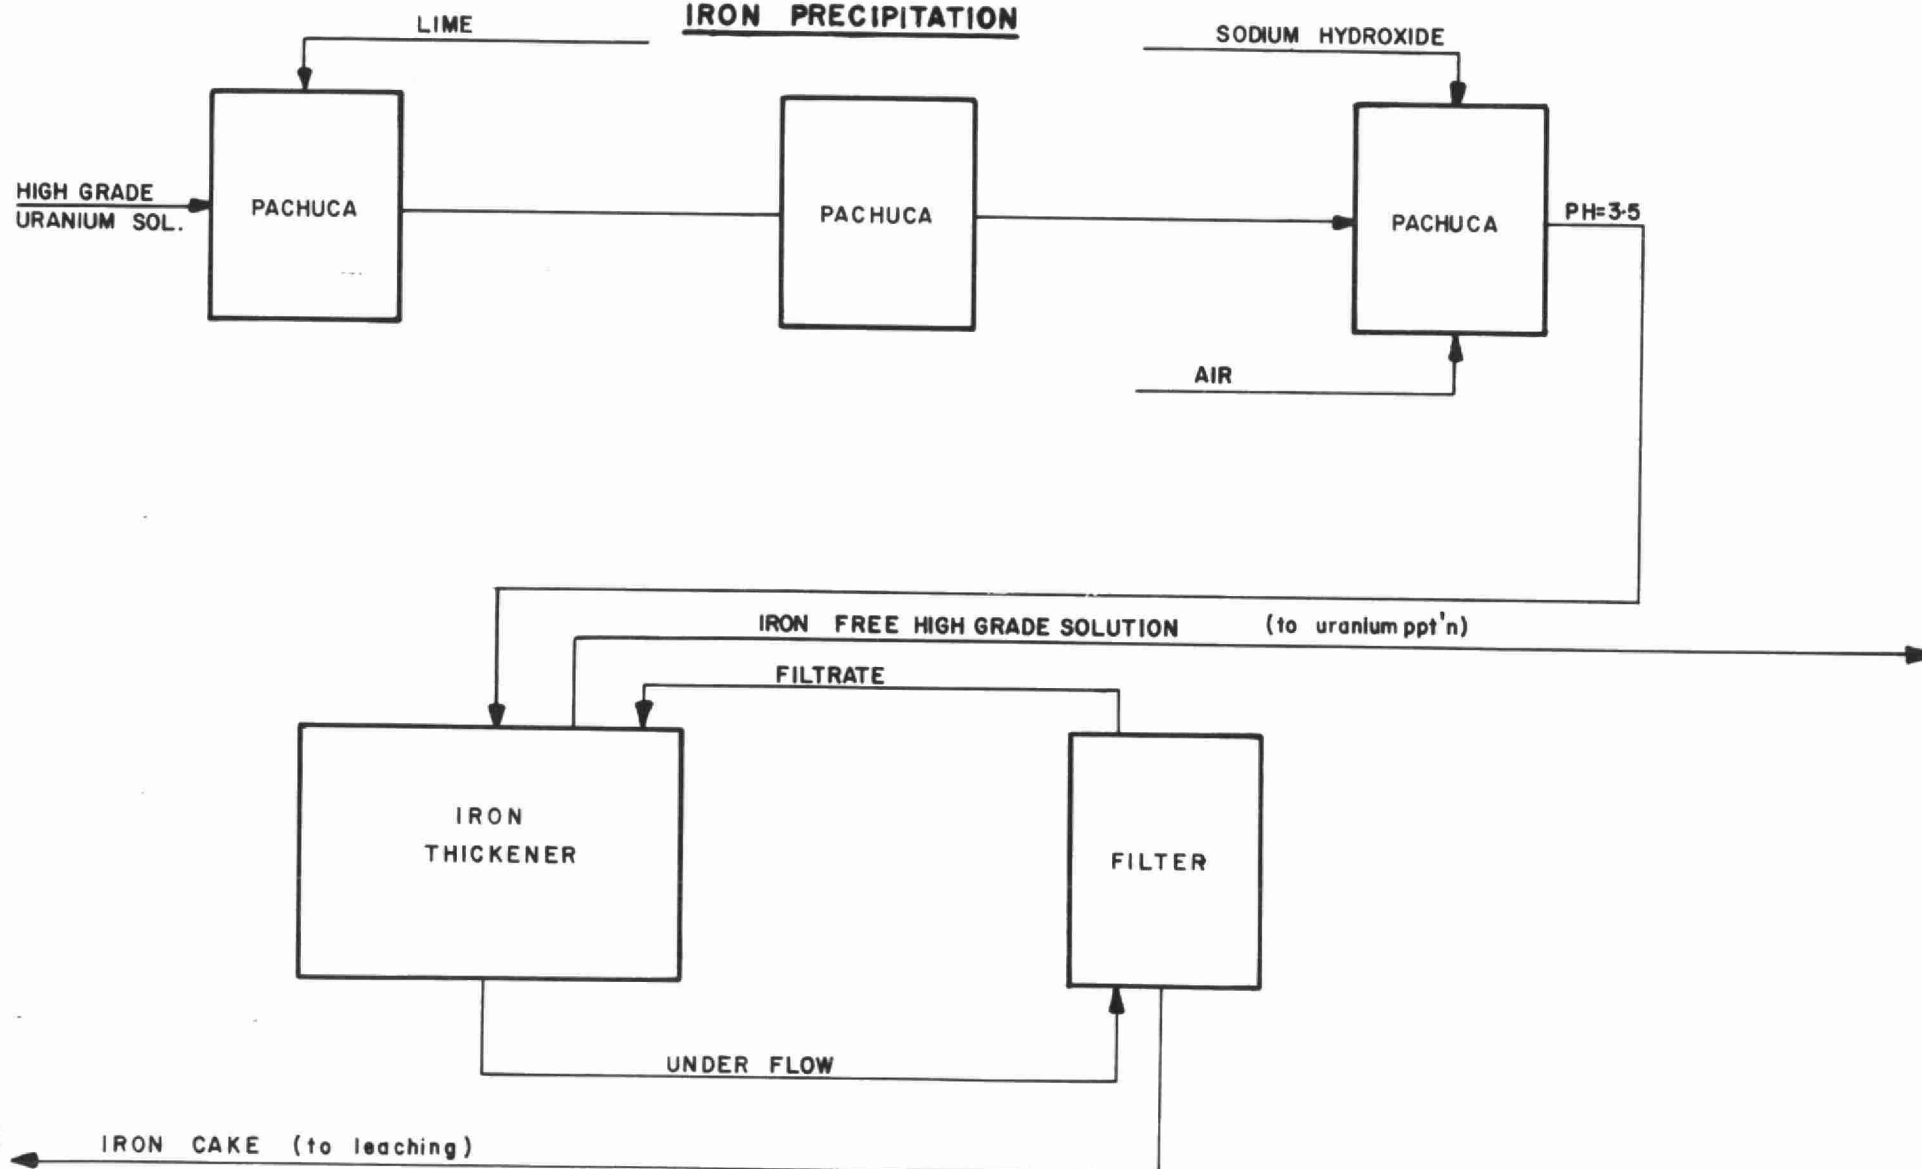 IRON PRECIPITATION
LIME
SODIUM HYDROXIDE
HIGH GRADE
URANIUM SOL.
PACHUCA
PACHUCA
PACHUCA
PH=3.5
AIR
IRON FREE HIGH GRADE SOLUTION (to uranium ppt'n)
FILTRATE
IRON
THICKENER
FILTER
UNDER FLOW
IRON CAKE (to leaching)